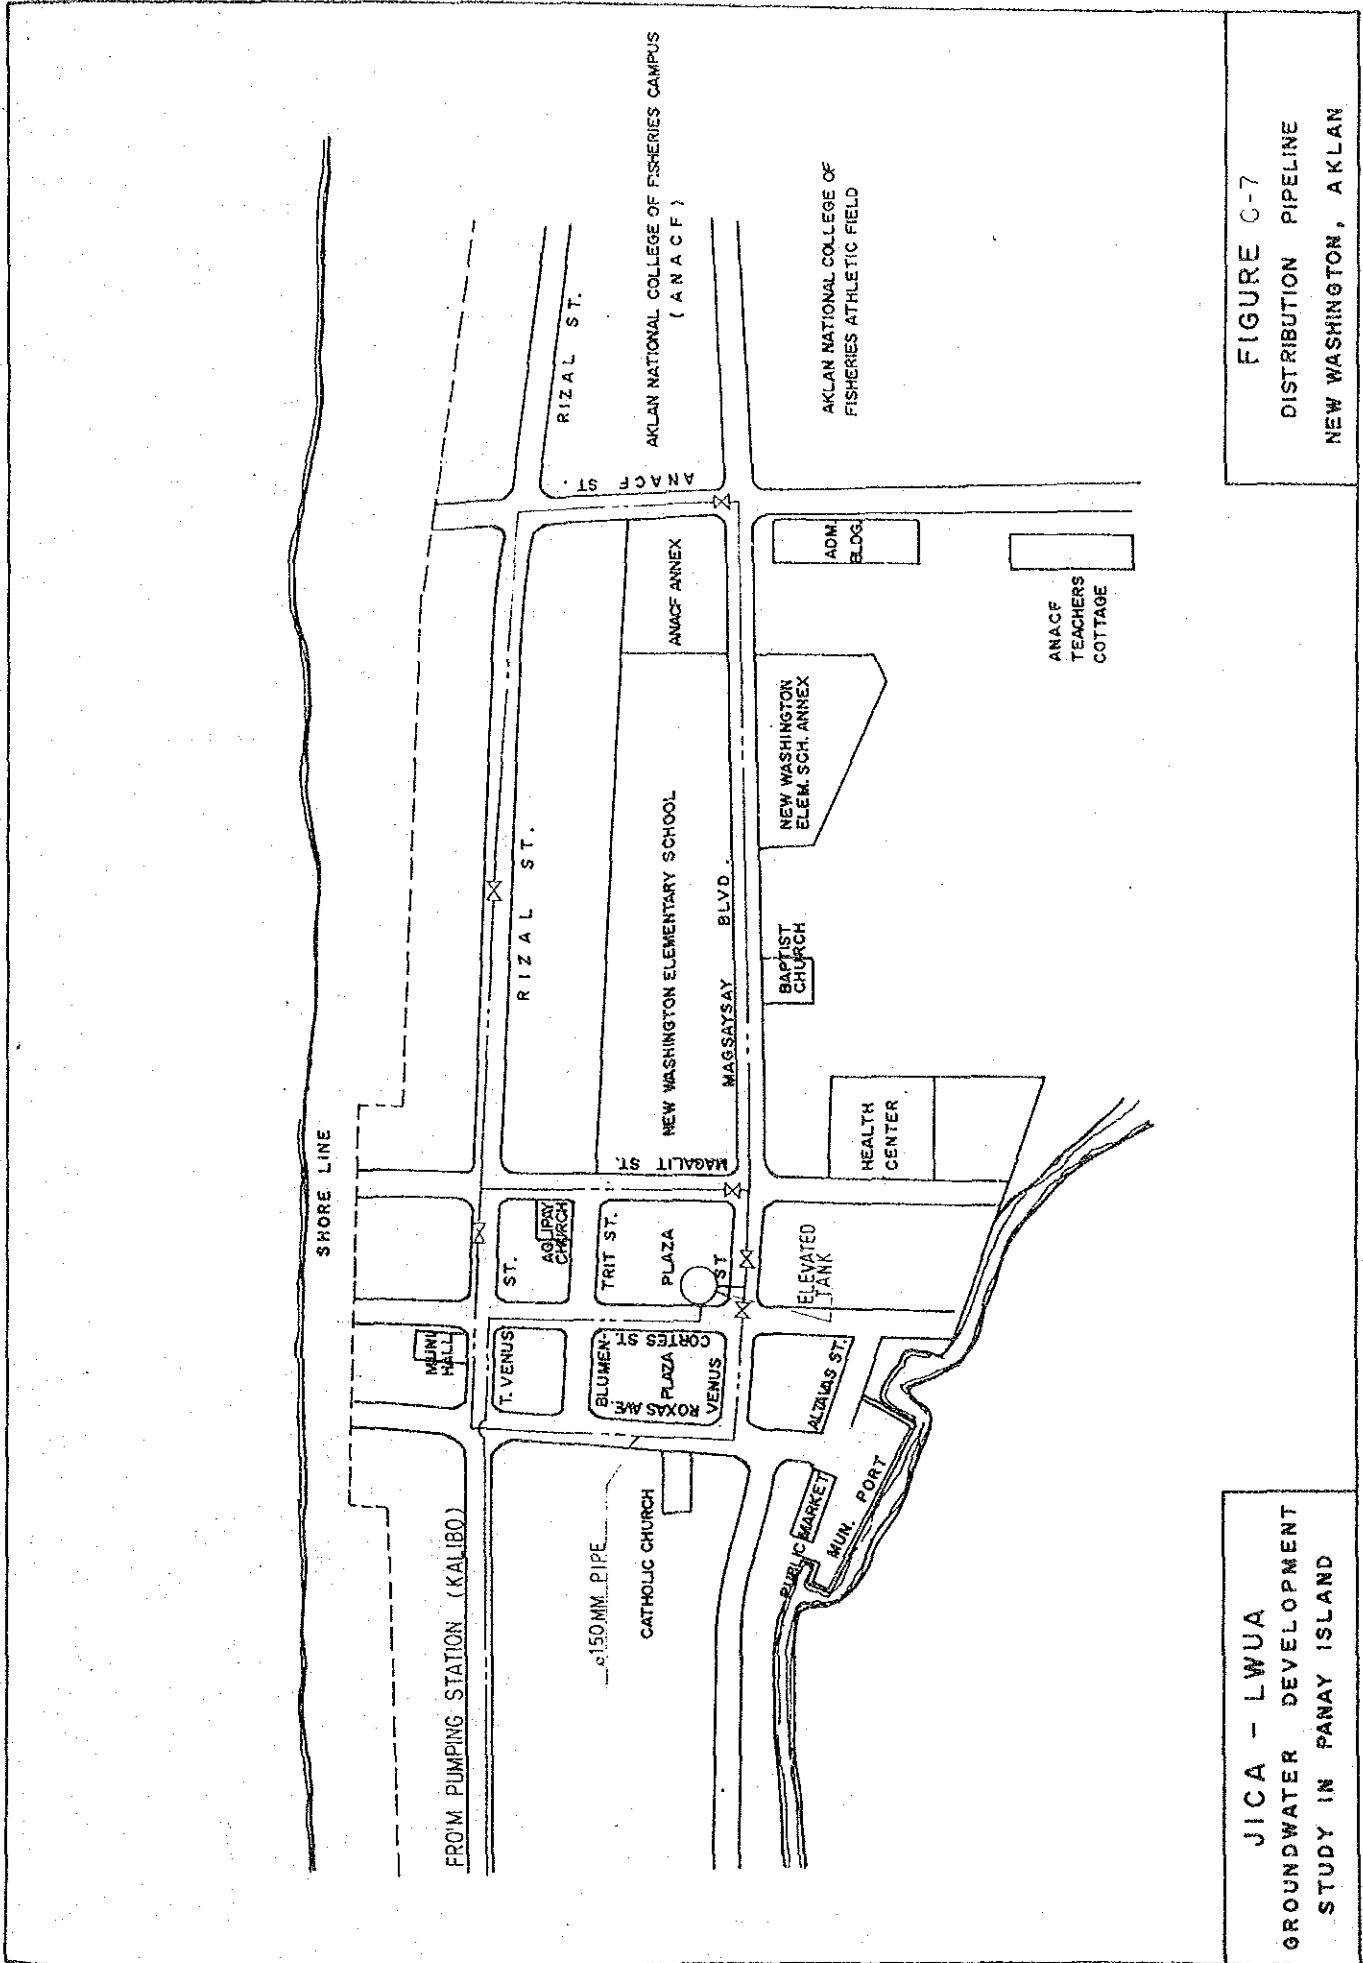 SHORE LINE
FROM PUMPING STATION (KALIBO)
RIZAL ST.
RIZAL ST.
MUNI
HALL
T. VENUS
ST.
AGLIPAY
CHURCH
BLUMEN-
TRIT ST.
CORTES ST.
ROXAS AVE.
PLAZA
PLAZA
VENUS
ST
MAGALIT ST.
NEW WASHINGTON ELEMENTARY SCHOOL
ANACF ANNEX
ANACF ST.
AKLAN NATIONAL COLLEGE OF FISHERIES CAMPUS
( ANACF )
⌀150MM PIPE
CATHOLIC CHURCH
MAGSAYSAY BLVD.
ELEVATED
TANK
ALTAVAS ST.
PUBLIC MARKET
MUN. PORT
HEALTH
CENTER
BAPTIST
CHURCH
NEW WASHINGTON
ELEM. SCH. ANNEX
ADM.
BLDG.
AKLAN NATIONAL COLLEGE OF
FISHERIES ATHLETIC FIELD
ANACF
TEACHERS
COTTAGE
JICA - LWUA
GROUNDWATER DEVELOPMENT
STUDY IN PANAY ISLAND
FIGURE C-7
DISTRIBUTION PIPELINE
NEW WASHINGTON, AKLAN